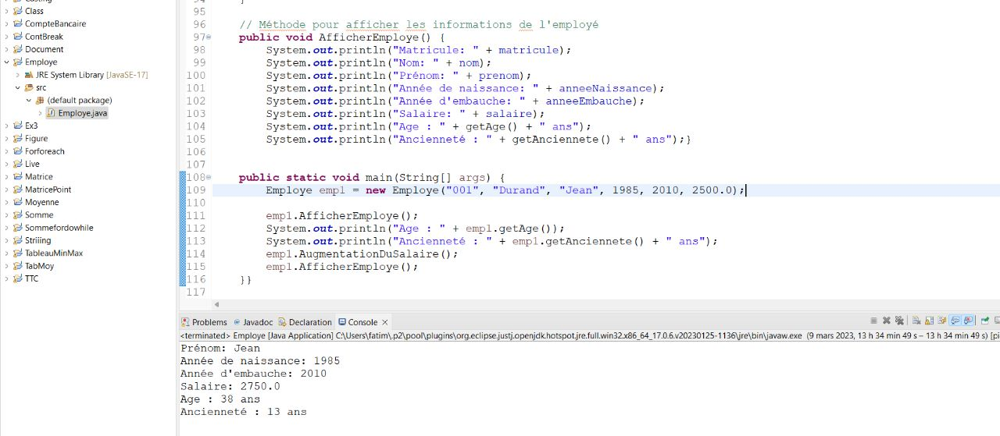 Casting
Class
CompteBancaire
ContBreak
Document
Employe
JRE System Library [JavaSE-17]
src
(default package)
Employe.java
Ex3
Figure
Forforeach
Live
Matrice
MatricePoint
Moyenne
Somme
Sommefordowhile
Striiing
TableauMinMax
TabMoy
TTC
94 }
95
96 // Méthode pour afficher les informations de l'employé
97 public void AfficherEmploye() {
98 System.out.println("Matricule: " + matricule);
99 System.out.println("Nom: " + nom);
100 System.out.println("Prénom: " + prenom);
101 System.out.println("Année de naissance: " + anneeNaissance);
102 System.out.println("Année d'embauche: " + anneeEmbauche);
103 System.out.println("Salaire: " + salaire);
104 System.out.println("Age : " + getAge() + " ans");
105 System.out.println("Ancienneté : " + getAnciennete() + " ans");}
106
107
108 public static void main(String[] args) {
109 Employe emp1 = new Employe("001", "Durand", "Jean", 1985, 2010, 2500.0);
110
111 emp1.AfficherEmploye();
112 System.out.println("Age : " + emp1.getAge());
113 System.out.println("Ancienneté : " + emp1.getAnciennete() + " ans");
114 emp1.AugmentationDuSalaire();
115 emp1.AfficherEmploye();
116 }}
117
Problems Javadoc Declaration Console
<terminated> Employe [Java Application] C:\Users\fatim\.p2\pool\plugins\org.eclipse.justj.openjdk.hotspot.jre.full.win32.x86_64_17.0.6.v20230125-1136\jre\bin\javaw.exe (9 mars 2023, 13 h 34 min 49 s – 13 h 34 min 49 s) [pi
Prénom: Jean
Année de naissance: 1985
Année d'embauche: 2010
Salaire: 2750.0
Age : 38 ans
Ancienneté : 13 ans